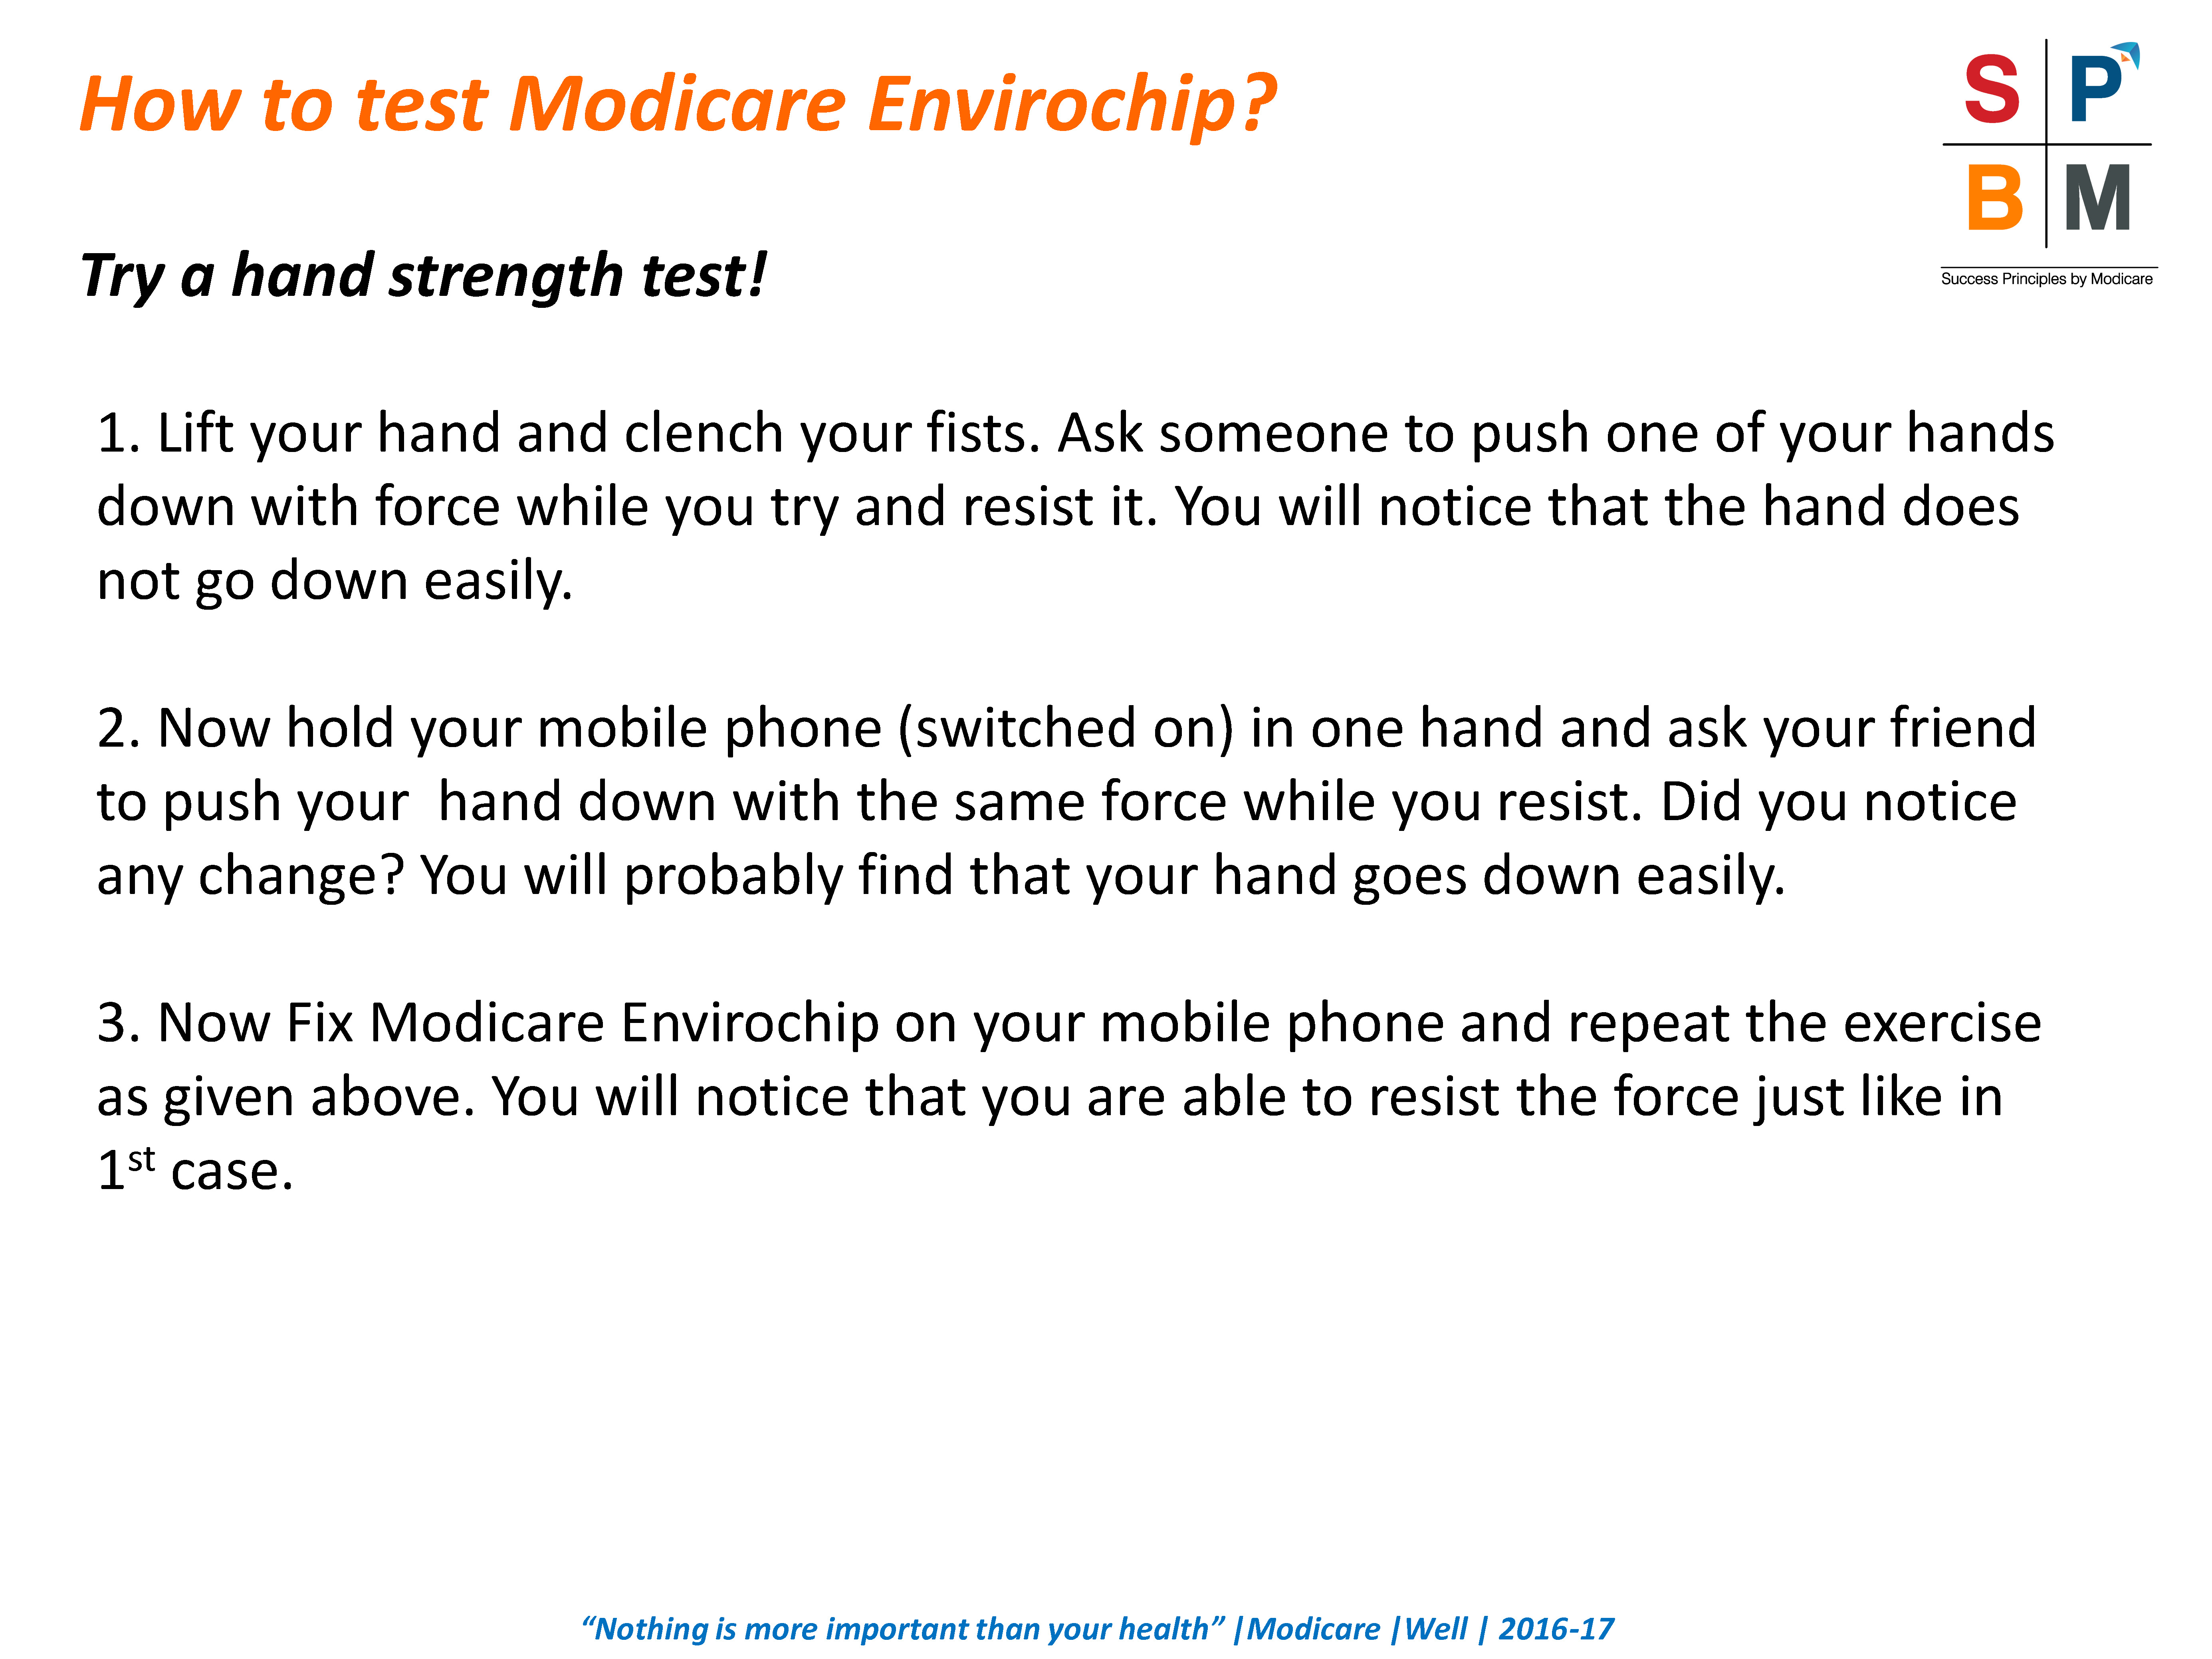 How to test Modicare Envirochip?
S P
B M
Success Principles by Modicare
Try a hand strength test!
1. Lift your hand and clench your fists. Ask someone to push one of your hands
down with force while you try and resist it. You will notice that the hand does
not go down easily.
2. Now hold your mobile phone (switched on) in one hand and ask your friend
to push your  hand down with the same force while you resist. Did you notice
any change? You will probably find that your hand goes down easily.
3. Now Fix Modicare Envirochip on your mobile phone and repeat the exercise
as given above. You will notice that you are able to resist the force just like in
1st case.
“Nothing is more important than your health” |Modicare |Well | 2016-17